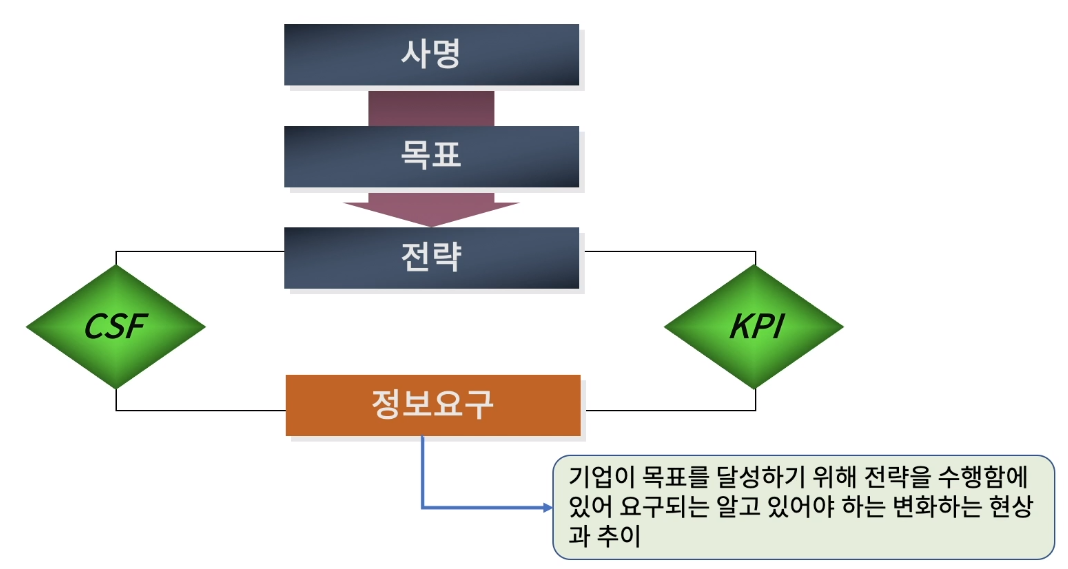 사명
목표
전략
CSF
KPI
정보요구
기업이 목표를 달성하기 위해 전략을 수행함에
있어 요구되는 알고 있어야 하는 변화하는 현상
과 추이